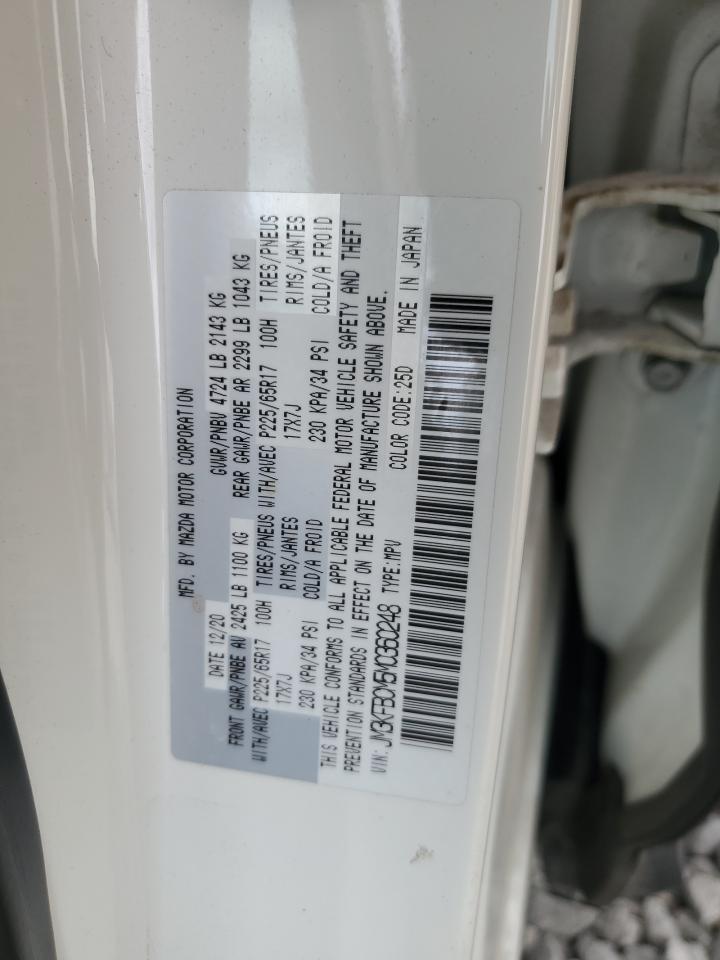 MFD. BY MAZDA MOTOR CORPORATION
DATE 12/20 GVWR/PNBV 4724 LB 2143 KG
FRONT GAWR/PNBE AV 2425 LB 1100 KG REAR GAWR/PNBE AR 2299 LB 1043 KG
WITH/AVEC P225/65R17 100H TIRES/PNEUS WITH/AVEC P225/65R17 100H TIRES/PNEUS
17X7J RIMS/JANTES 17X7J RIMS/JANTES
230 KPA/34 PSI COLD/A FROID 230 KPA/34 PSI COLD/A FROID
THIS VEHICLE CONFORMS TO ALL APPLICABLE FEDERAL MOTOR VEHICLE SAFETY AND THEFT
PREVENTION STANDARDS IN EFFECT ON THE DATE OF MANUFACTURE SHOWN ABOVE.
VIN: JM3KFBCM5M0360248 TYPE:MPV COLOR CODE:25D MADE IN JAPAN